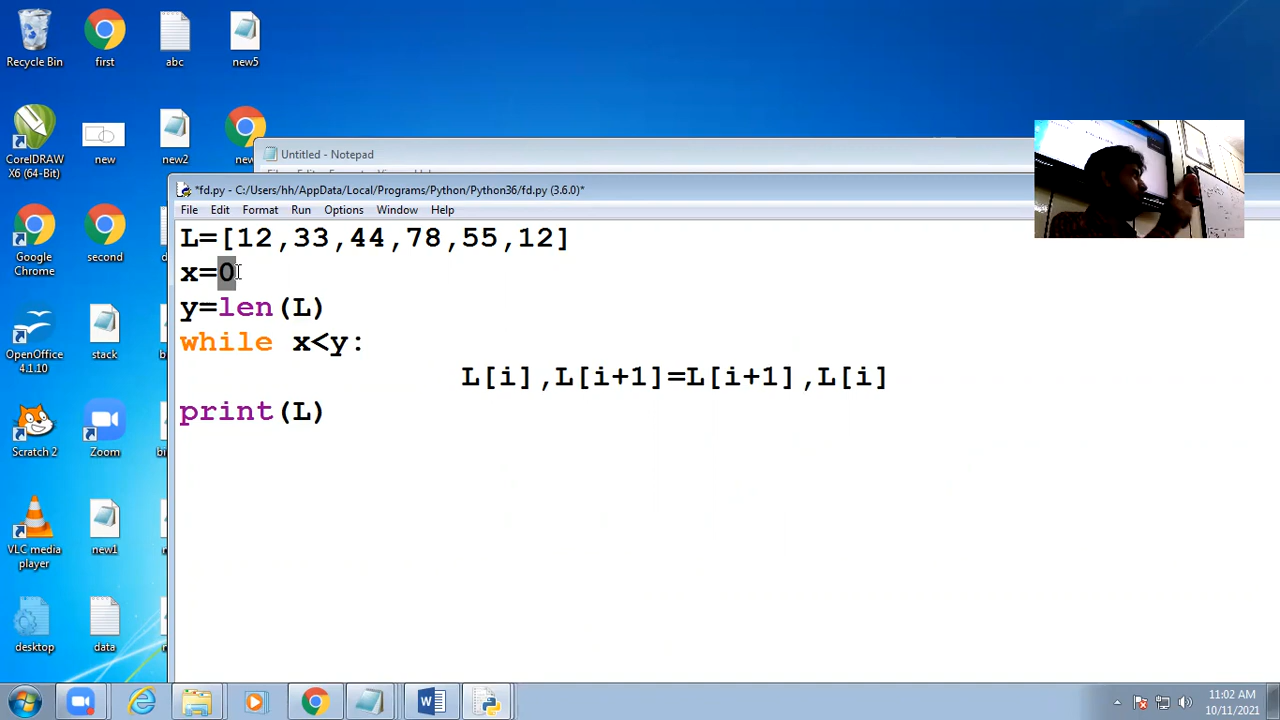 Recycle Bin
first
abc
new5
CorelDRAW X6 (64-Bit)
new
new2
new
Google Chrome
second
OpenOffice 4.1.10
stack
Scratch 2
Zoom
VLC media player
new1
desktop
data
Untitled - Notepad
*fd.py - C:/Users/hh/AppData/Local/Programs/Python/Python36/fd.py (3.6.0)*
File Edit Format Run Options Window Help
L=[12,33,44,78,55,12]
x=0
y=len(L)
while x<y:
L[i],L[i+1]=L[i+1],L[i]
print(L)
11:02 AM
10/11/2021